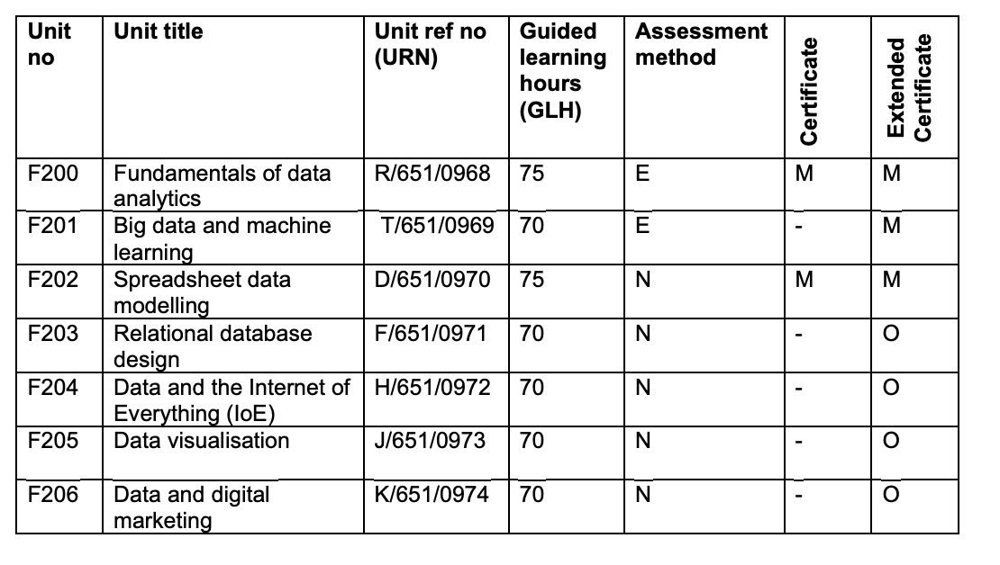 Unit no Unit title Unit ref no (URN) Guided learning hours (GLH) Assessment method Certificate Extended Certificate
F200 Fundamentals of data analytics R/651/0968 75 E M M
F201 Big data and machine learning T/651/0969 70 E - M
F202 Spreadsheet data modelling D/651/0970 75 N M M
F203 Relational database design F/651/0971 70 N - O
F204 Data and the Internet of Everything (IoE) H/651/0972 70 N - O
F205 Data visualisation J/651/0973 70 N - O
F206 Data and digital marketing K/651/0974 70 N - O